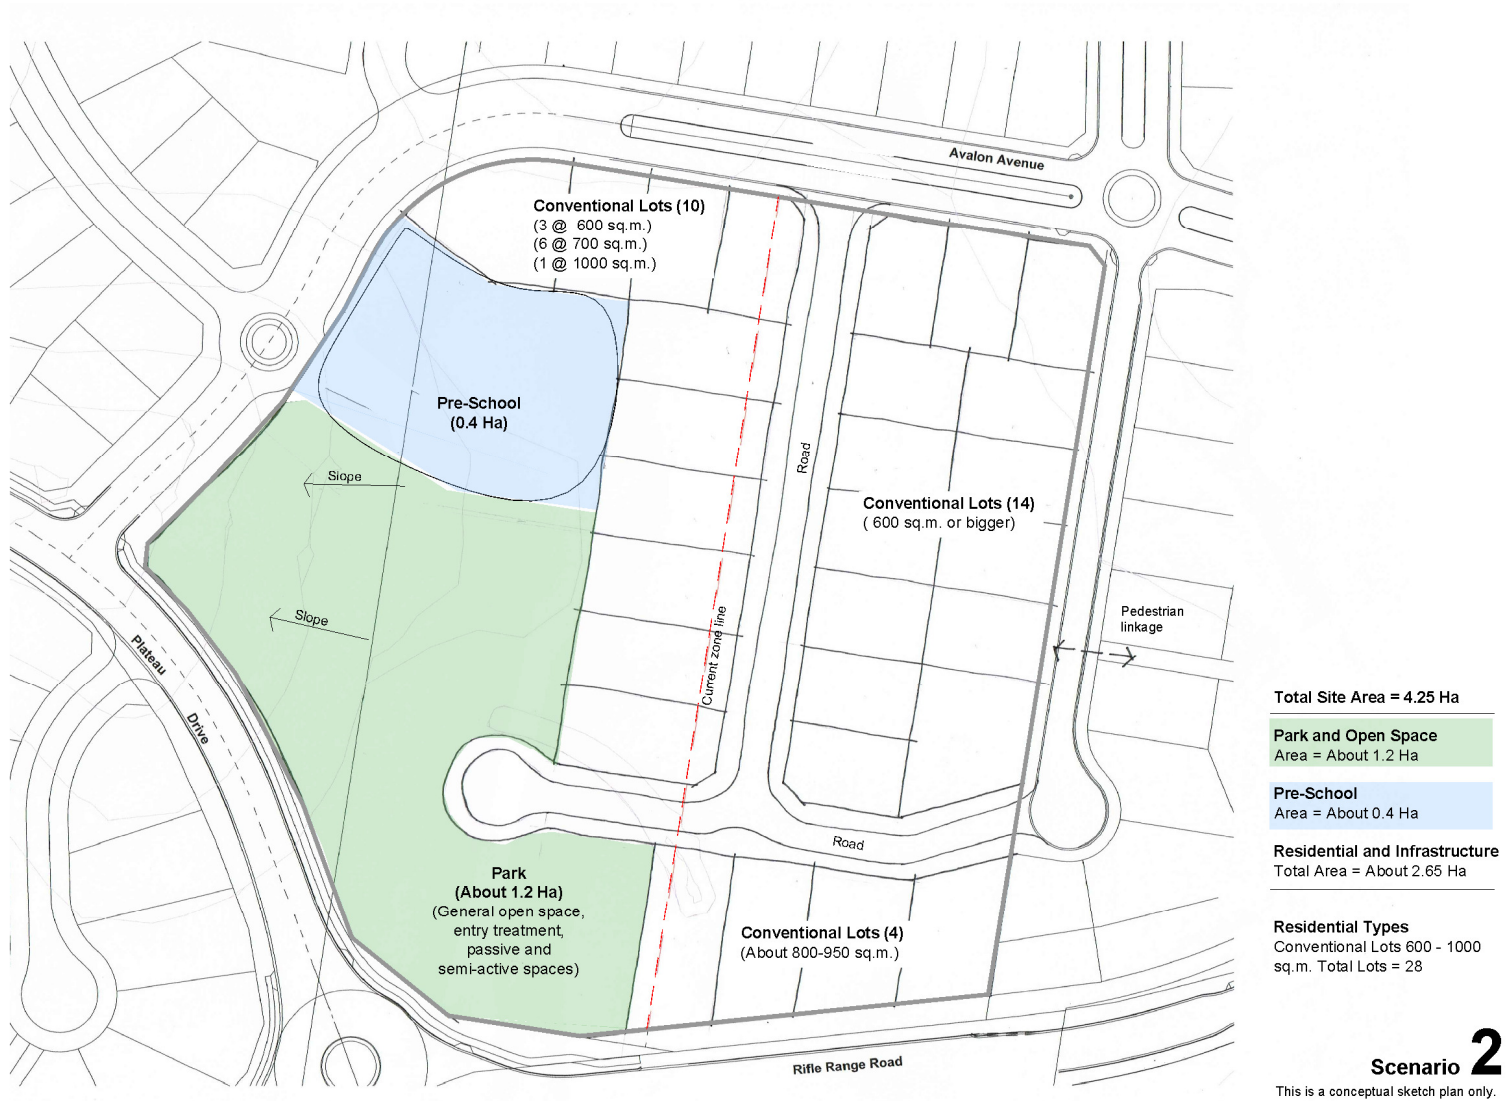 Avalon Avenue
Conventional Lots (10)
(3 @ 600 sq.m.)
(6 @ 700 sq.m.)
(1 @ 1000 sq.m.)
Pre-School
(0.4 Ha)
Road
Slope
Conventional Lots (14)
( 600 sq.m. or bigger)
Slope
Current zone line
Pedestrian
linkage
Plateau
Drive
Road
Park
(About 1.2 Ha)
(General open space,
entry treatment,
passive and
semi-active spaces)
Conventional Lots (4)
(About 800-950 sq.m.)
Rifle Range Road
Total Site Area = 4.25 Ha
Park and Open Space
Area = About 1.2 Ha
Pre-School
Area = About 0.4 Ha
Residential and Infrastructure
Total Area = About 2.65 Ha
Residential Types
Conventional Lots 600 - 1000
sq.m. Total Lots = 28
Scenario 2
This is a conceptual sketch plan only.